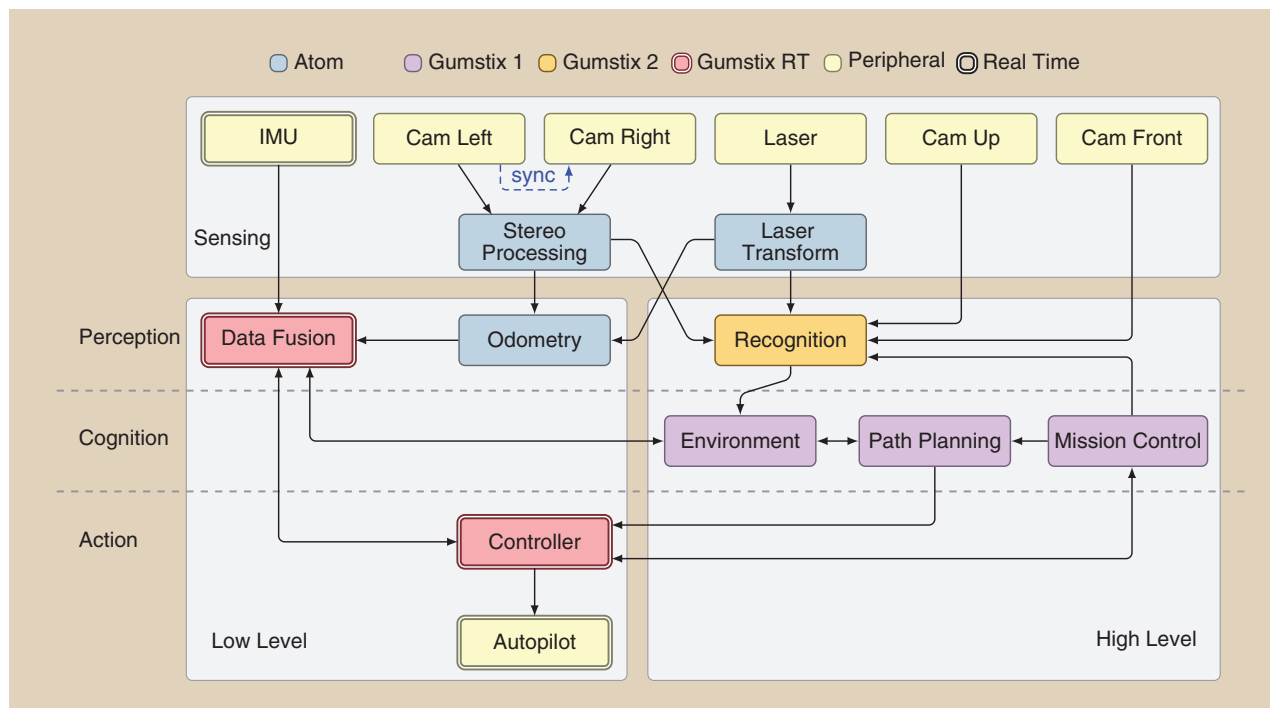 Atom Gumstix 1 Gumstix 2 Gumstix RT Peripheral Real Time
IMU
Cam Left
Cam Right
Laser
Cam Up
Cam Front
sync
Sensing
Stereo
Processing
Laser
Transform
Perception
Data Fusion
Odometry
Recognition
Cognition
Environment
Path Planning
Mission Control
Action
Controller
Autopilot
Low Level
High Level